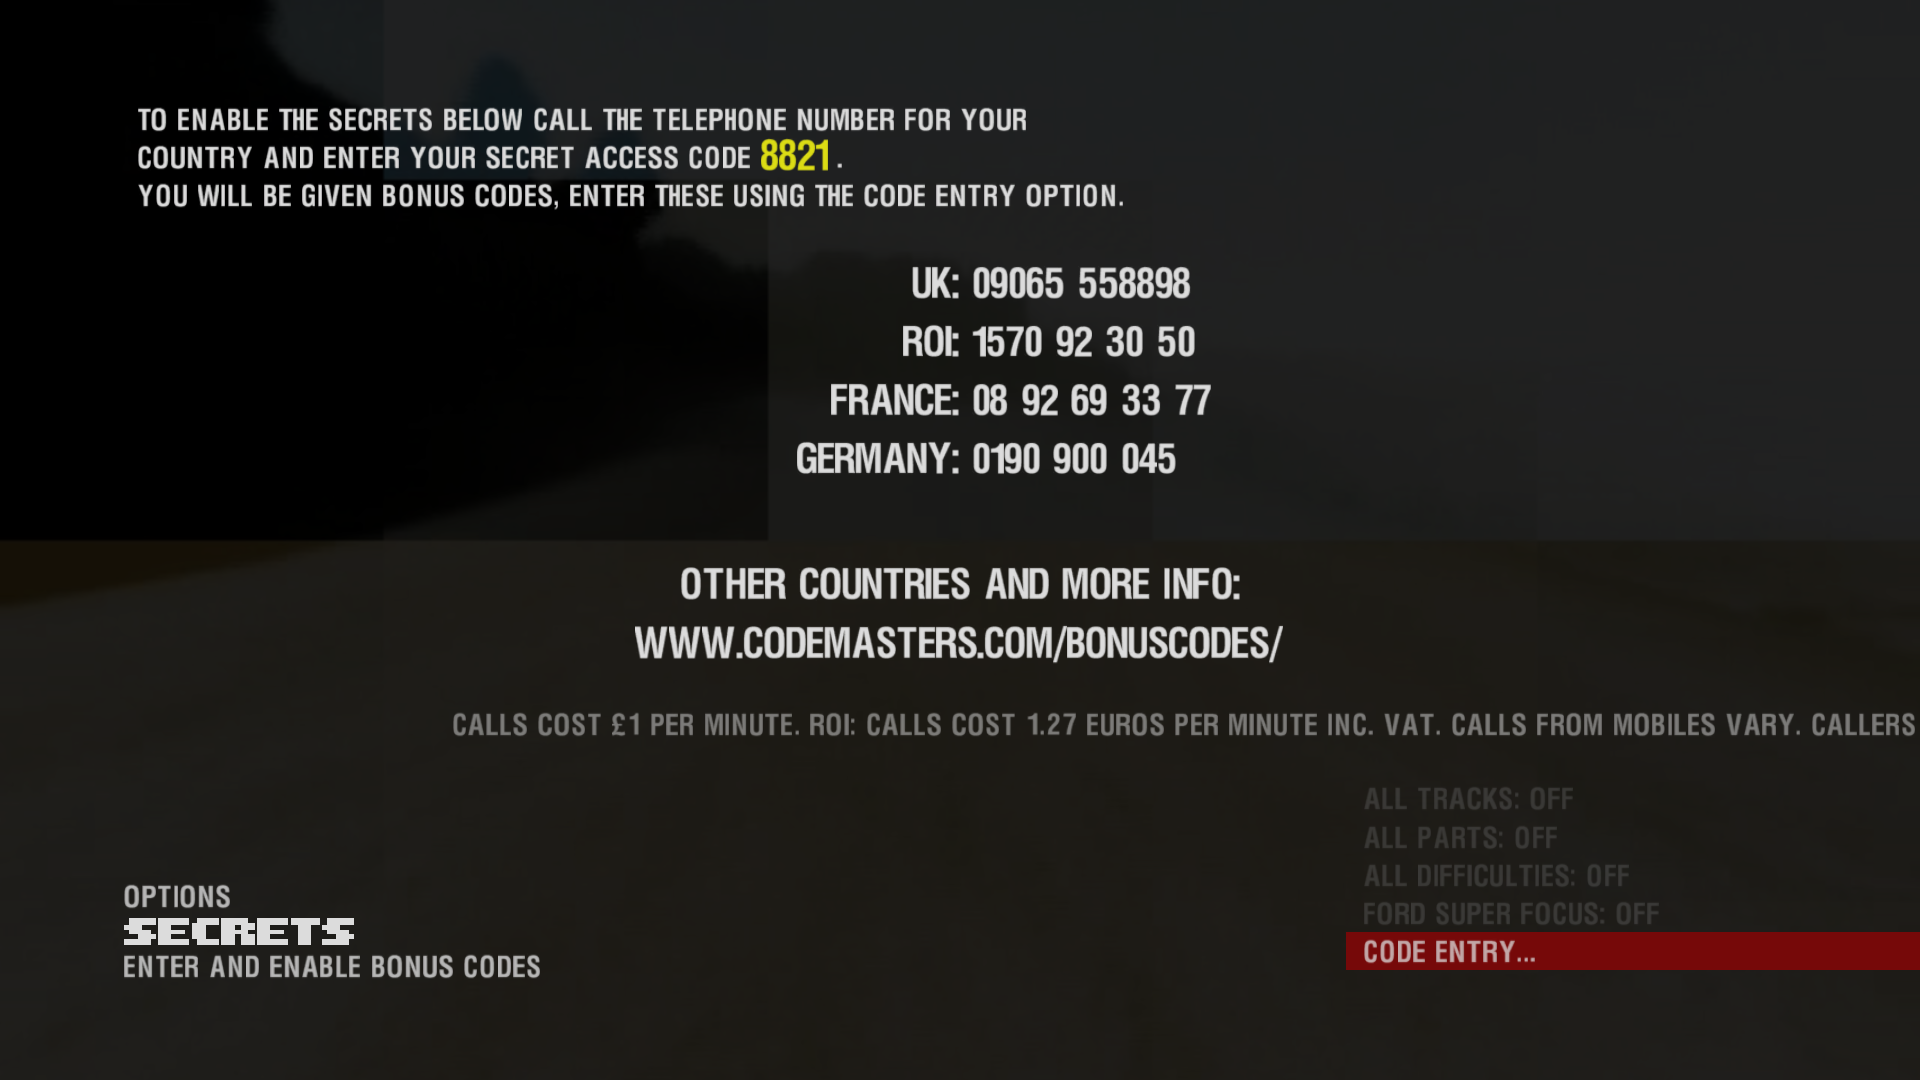 TO ENABLE THE SECRETS BELOW CALL THE TELEPHONE NUMBER FOR YOUR
COUNTRY AND ENTER YOUR SECRET ACCESS CODE 8821.
YOU WILL BE GIVEN BONUS CODES, ENTER THESE USING THE CODE ENTRY OPTION.
UK: 09065 558898
ROI: 1570 92 30 50
FRANCE: 08 92 69 33 77
GERMANY: 0190 900 045
OTHER COUNTRIES AND MORE INFO:
WWW.CODEMASTERS.COM/BONUSCODES/
CALLS COST £1 PER MINUTE. ROI: CALLS COST 1.27 EUROS PER MINUTE INC. VAT. CALLS FROM MOBILES VARY. CALLERS
ALL TRACKS: OFF
ALL PARTS: OFF
ALL DIFFICULTIES: OFF
FORD SUPER FOCUS: OFF
CODE ENTRY...
OPTIONS
SECRETS
ENTER AND ENABLE BONUS CODES